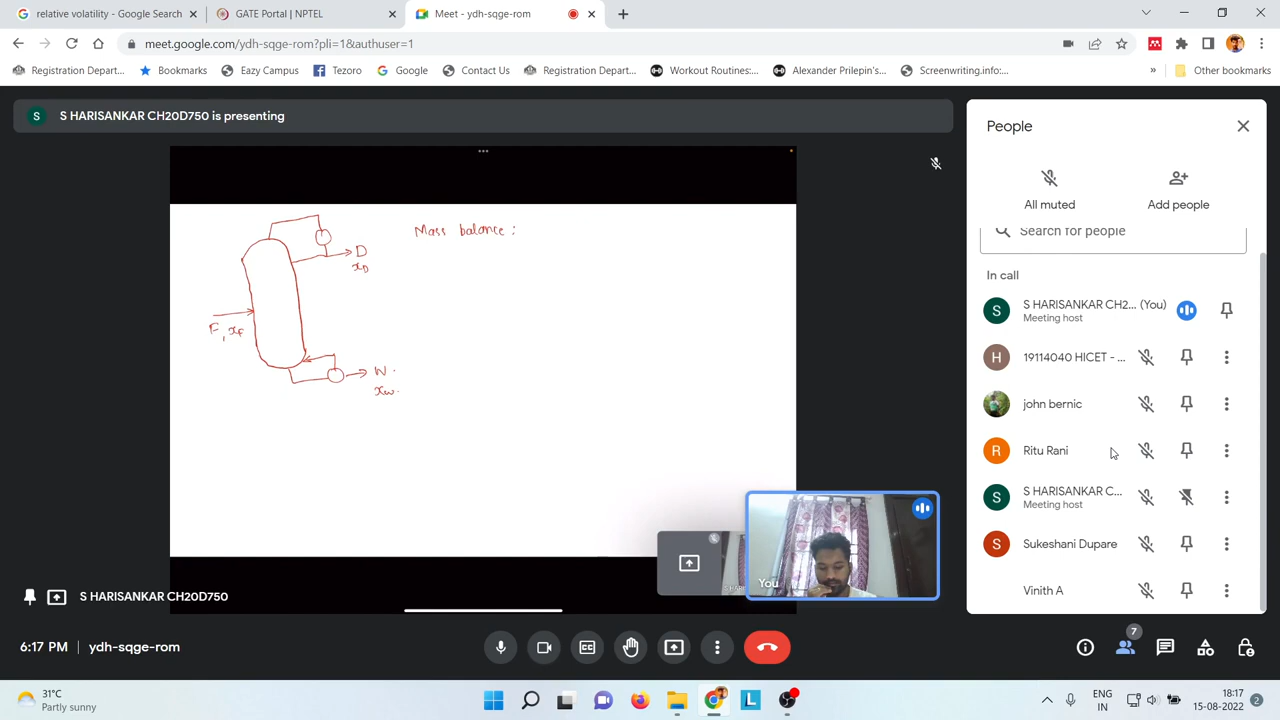 relative volatility - Google Search
GATE Portal | NPTEL
Meet - ydh-sqge-rom
meet.google.com/ydh-sqge-rom?pli=1&authuser=1
Registration Depart...
Bookmarks
Eazy Campus
Tezoro
Google
Contact Us
Registration Depart...
Workout Routines:...
Alexander Prilepin's...
Screenwriting.info:...
»
Other bookmarks
S
S HARISANKAR CH20D750 is presenting
Mass balance :
D
xD
F, xF
W.
xw.
You
S HARISANKAR CH20D750
People
All muted
Add people
Search for people
In call
S
S HARISANKAR CH2... (You)
Meeting host
H
19114040 HICET - ...
john bernic
R
Ritu Rani
S
S HARISANKAR C...
Meeting host
S
Sukeshani Dupare
Vinith A
6:17 PM
ydh-sqge-rom
7
31°C
Partly sunny
L
ENG
IN
18:17
15-08-2022
2